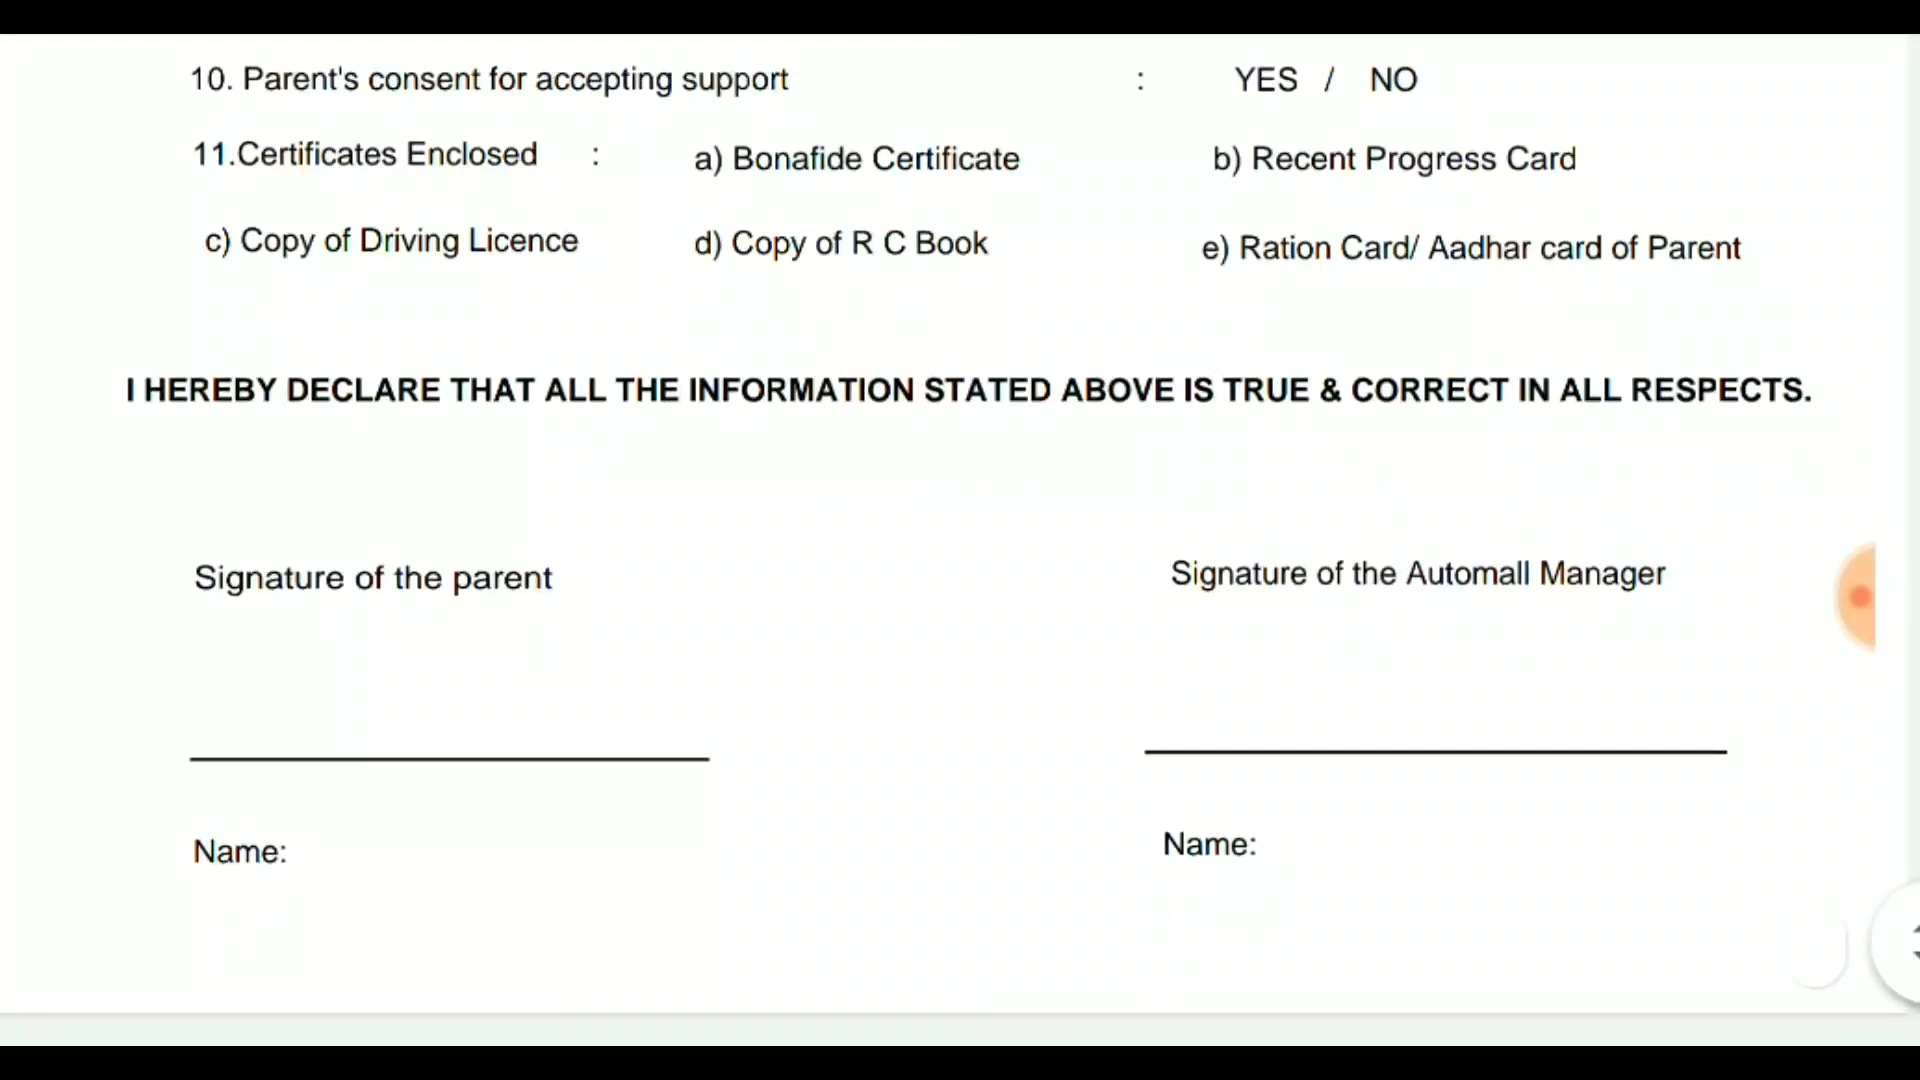 10. Parent's consent for accepting support : YES / NO
11.Certificates Enclosed : a) Bonafide Certificate b) Recent Progress Card
c) Copy of Driving Licence d) Copy of R C Book e) Ration Card/ Aadhar card of Parent
I HEREBY DECLARE THAT ALL THE INFORMATION STATED ABOVE IS TRUE & CORRECT IN ALL RESPECTS.
Signature of the parent Signature of the Automall Manager
Name: Name: